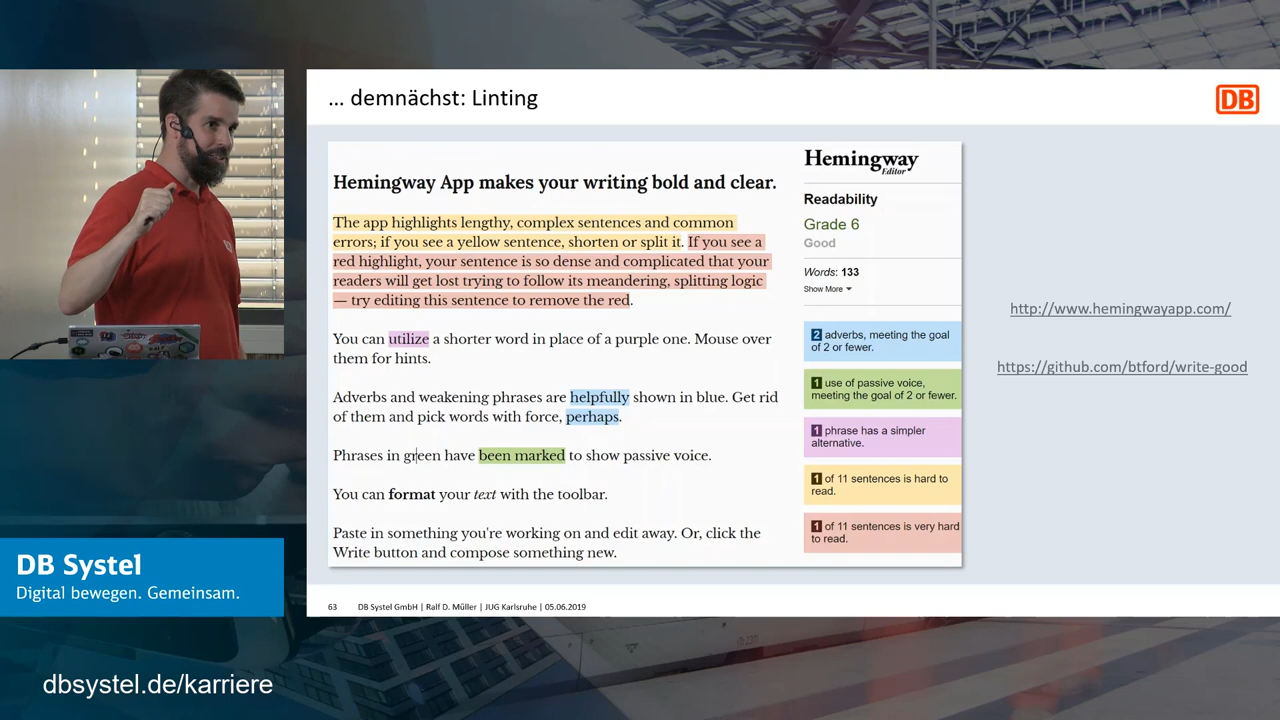 ... demnächst: Linting
DB
Hemingway App makes your writing bold and clear.
The app highlights lengthy, complex sentences and common
errors; if you see a yellow sentence, shorten or split it. If you see a
red highlight, your sentence is so dense and complicated that your
readers will get lost trying to follow its meandering, splitting logic
— try editing this sentence to remove the red.
You can utilize a shorter word in place of a purple one. Mouse over
them for hints.
Adverbs and weakening phrases are helpfully shown in blue. Get rid
of them and pick words with force, perhaps.
Phrases in green have been marked to show passive voice.
You can format your text with the toolbar.
Paste in something you're working on and edit away. Or, click the
Write button and compose something new.
Hemingway
Editor
Readability
Grade 6
Good
Words: 133
Show More
2 adverbs, meeting the goal
of 2 or fewer.
1 use of passive voice,
meeting the goal of 2 or fewer.
1 phrase has a simpler
alternative.
1 of 11 sentences is hard to
read.
1 of 11 sentences is very hard
to read.
http://www.hemingwayapp.com/
https://github.com/btford/write-good
63 DB Systel GmbH | Ralf D. Müller | JUG Karlsruhe | 05.06.2019
DB Systel
Digital bewegen. Gemeinsam.
dbsystel.de/karriere